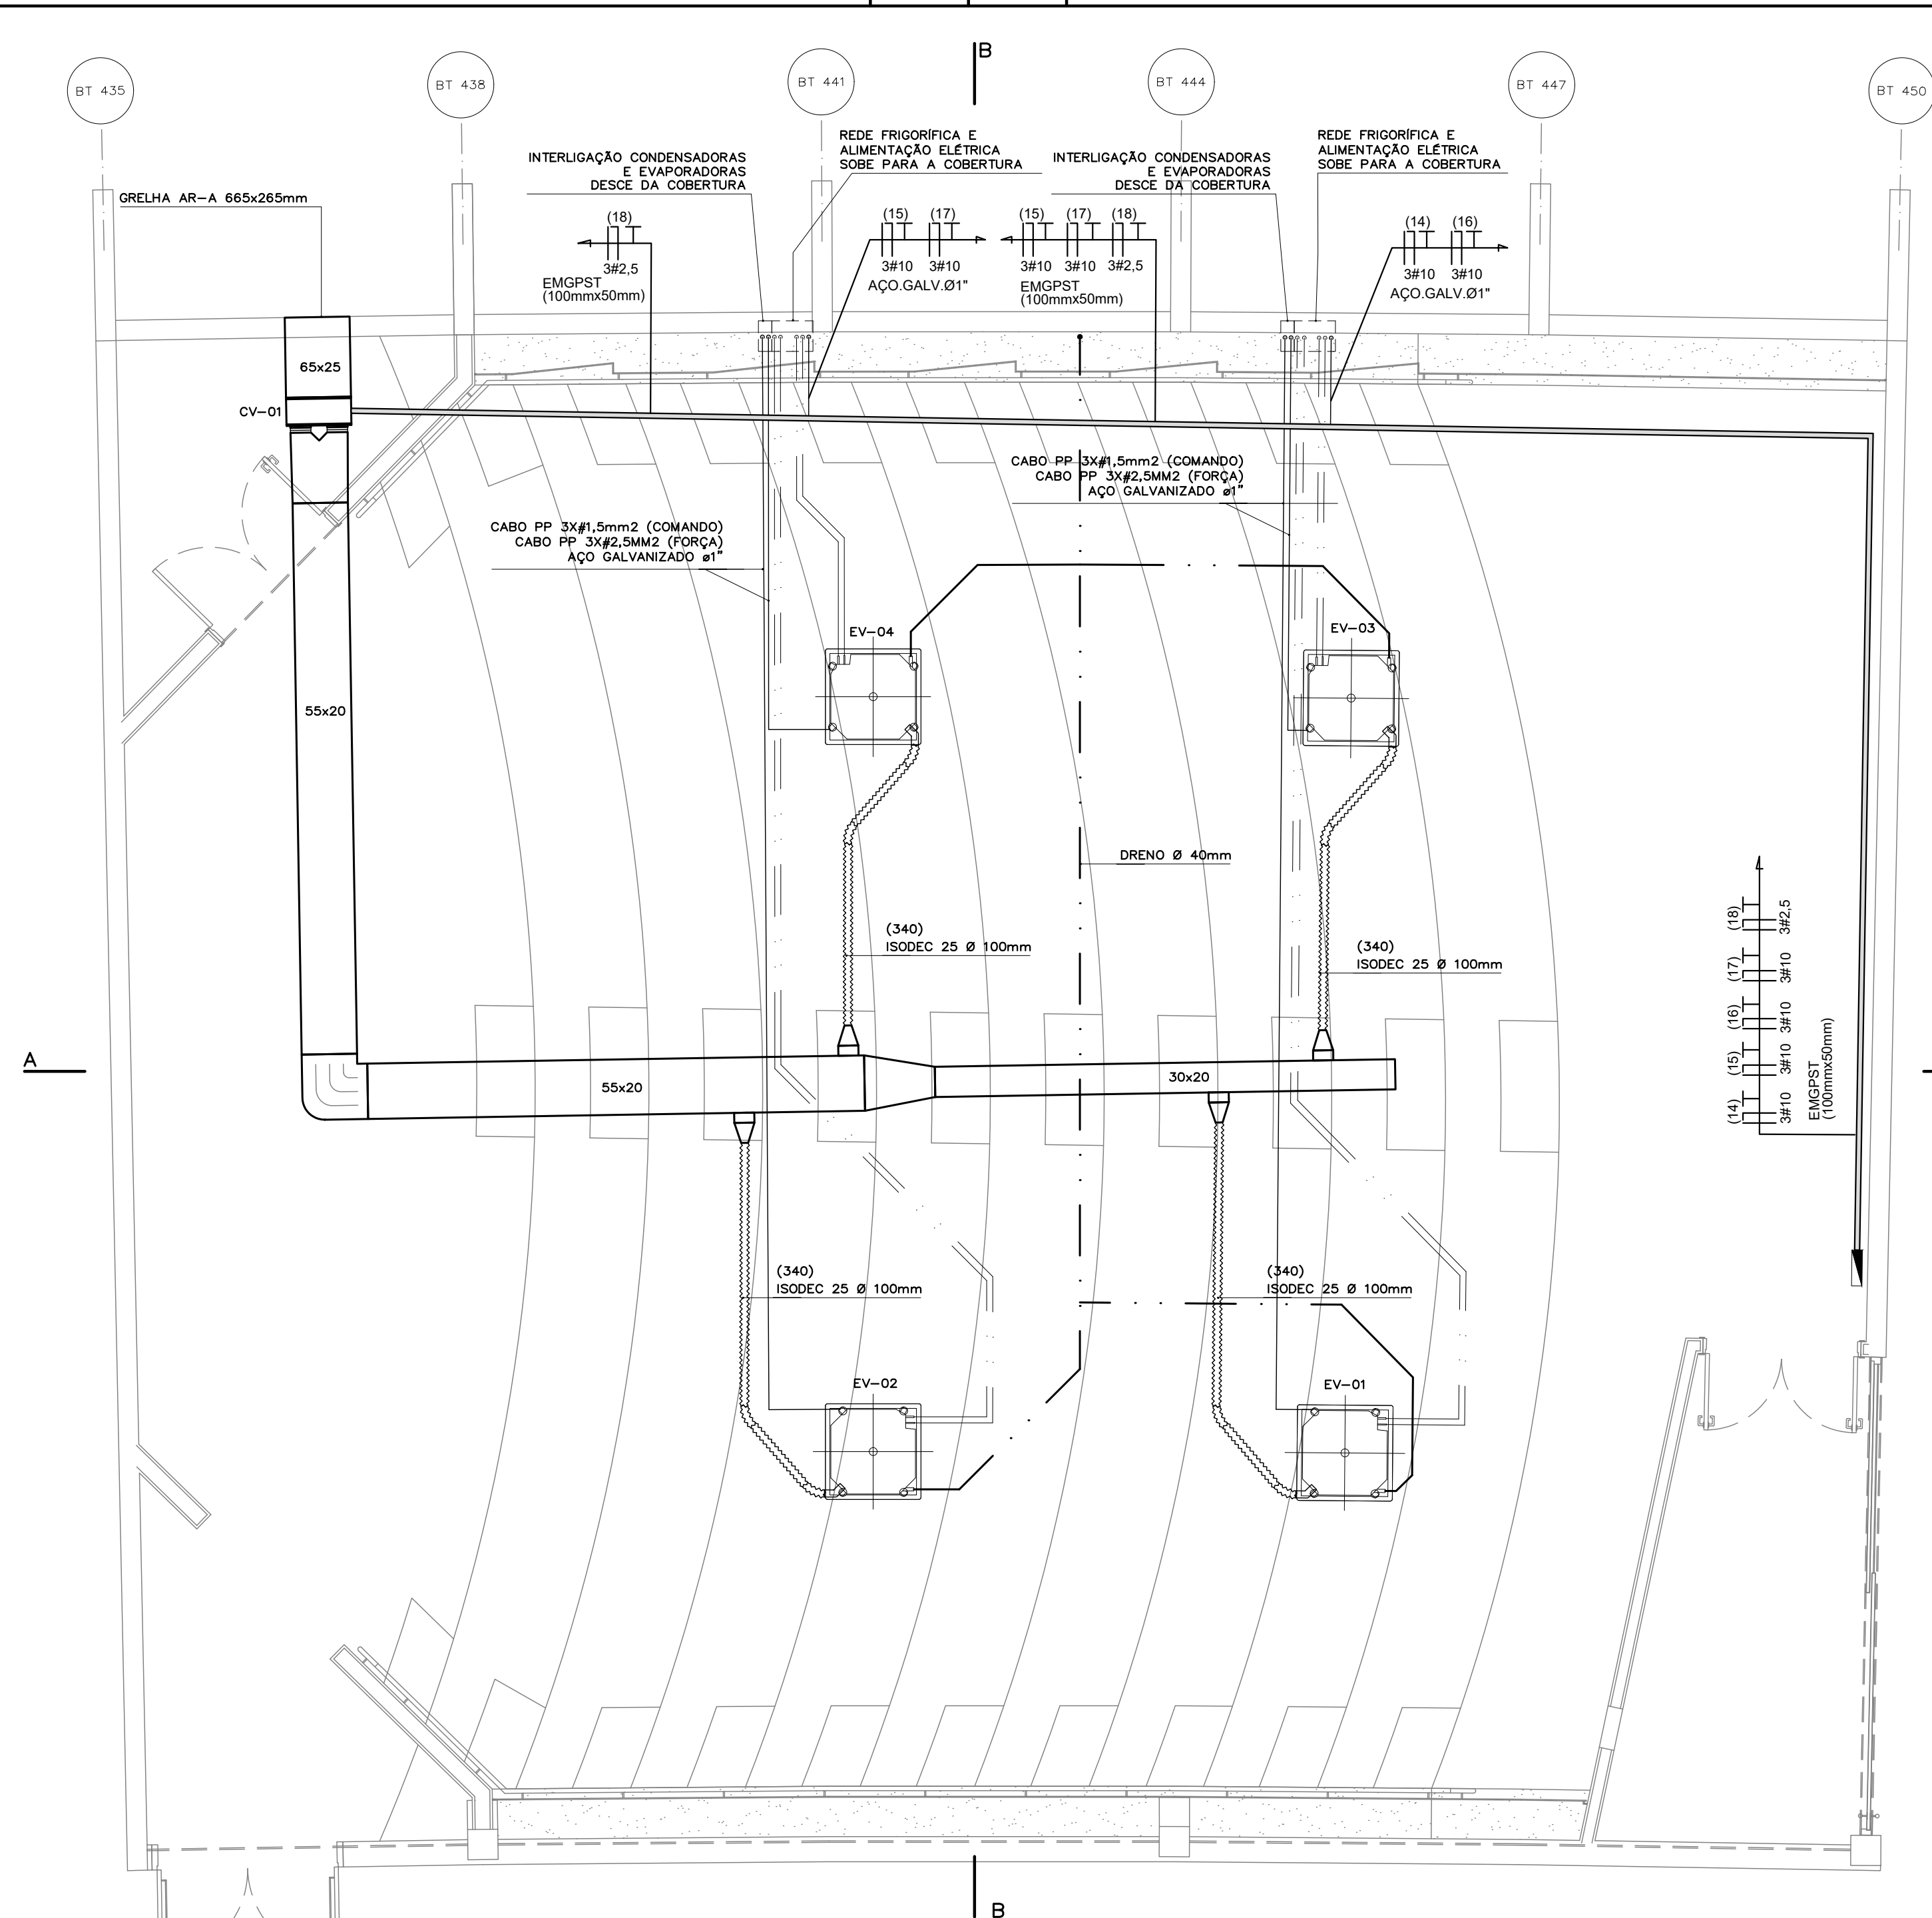 B
BT 435
BT 438
BT 441
BT 444
BT 447
BT 450
GRELHA AR-A 665x265mm
INTERLIGAÇÃO CONDENSADORAS
E EVAPORADORAS
DESCE DA COBERTURA
REDE FRIGORÍFICA E
ALIMENTAÇÃO ELÉTRICA
SOBE PARA A COBERTURA
INTERLIGAÇÃO CONDENSADORAS
E EVAPORADORAS
DESCE DA COBERTURA
REDE FRIGORÍFICA E
ALIMENTAÇÃO ELÉTRICA
SOBE PARA A COBERTURA
(18)
3#2,5
EMGPST
(100mmx50mm)
(15) (17)
3#10 3#10
AÇO.GALV.Ø1"
(15) (17) (18)
3#10 3#10 3#2,5
EMGPST
(100mmx50mm)
(14) (16)
3#10 3#10
AÇO.GALV.Ø1"
65x25
CV-01
CABO PP 3X#1,5mm2 (COMANDO)
CABO PP 3X#2,5MM2 (FORÇA)
AÇO GALVANIZADO ø1"
CABO PP 3X#1,5mm2 (COMANDO)
CABO PP 3X#2,5MM2 (FORÇA)
AÇO GALVANIZADO ø1"
EV-04
EV-03
55x20
DRENO Ø 40mm
(340)
ISODEC 25 Ø 100mm
(340)
ISODEC 25 Ø 100mm
(14) (15) (16) (17) (18)
3#10 3#10 3#10 3#10 3#2,5
EMGPST
(100mmx50mm)
A
55x20
30x20
(340)
ISODEC 25 Ø 100mm
(340)
ISODEC 25 Ø 100mm
EV-02
EV-01
B